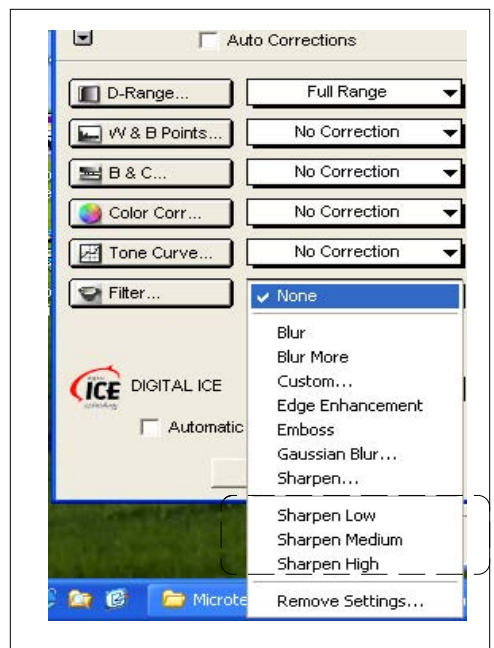 Auto Corrections
D-Range... Full Range
W & B Points... No Correction
B & C... No Correction
Color Corr... No Correction
Tone Curve... No Correction
Filter...
None
Blur
Blur More
Custom...
Edge Enhancement
Emboss
Gaussian Blur...
Sharpen...
ICE DIGITAL ICE
Automatic
Sharpen Low
Sharpen Medium
Sharpen High
Remove Settings...
Microte